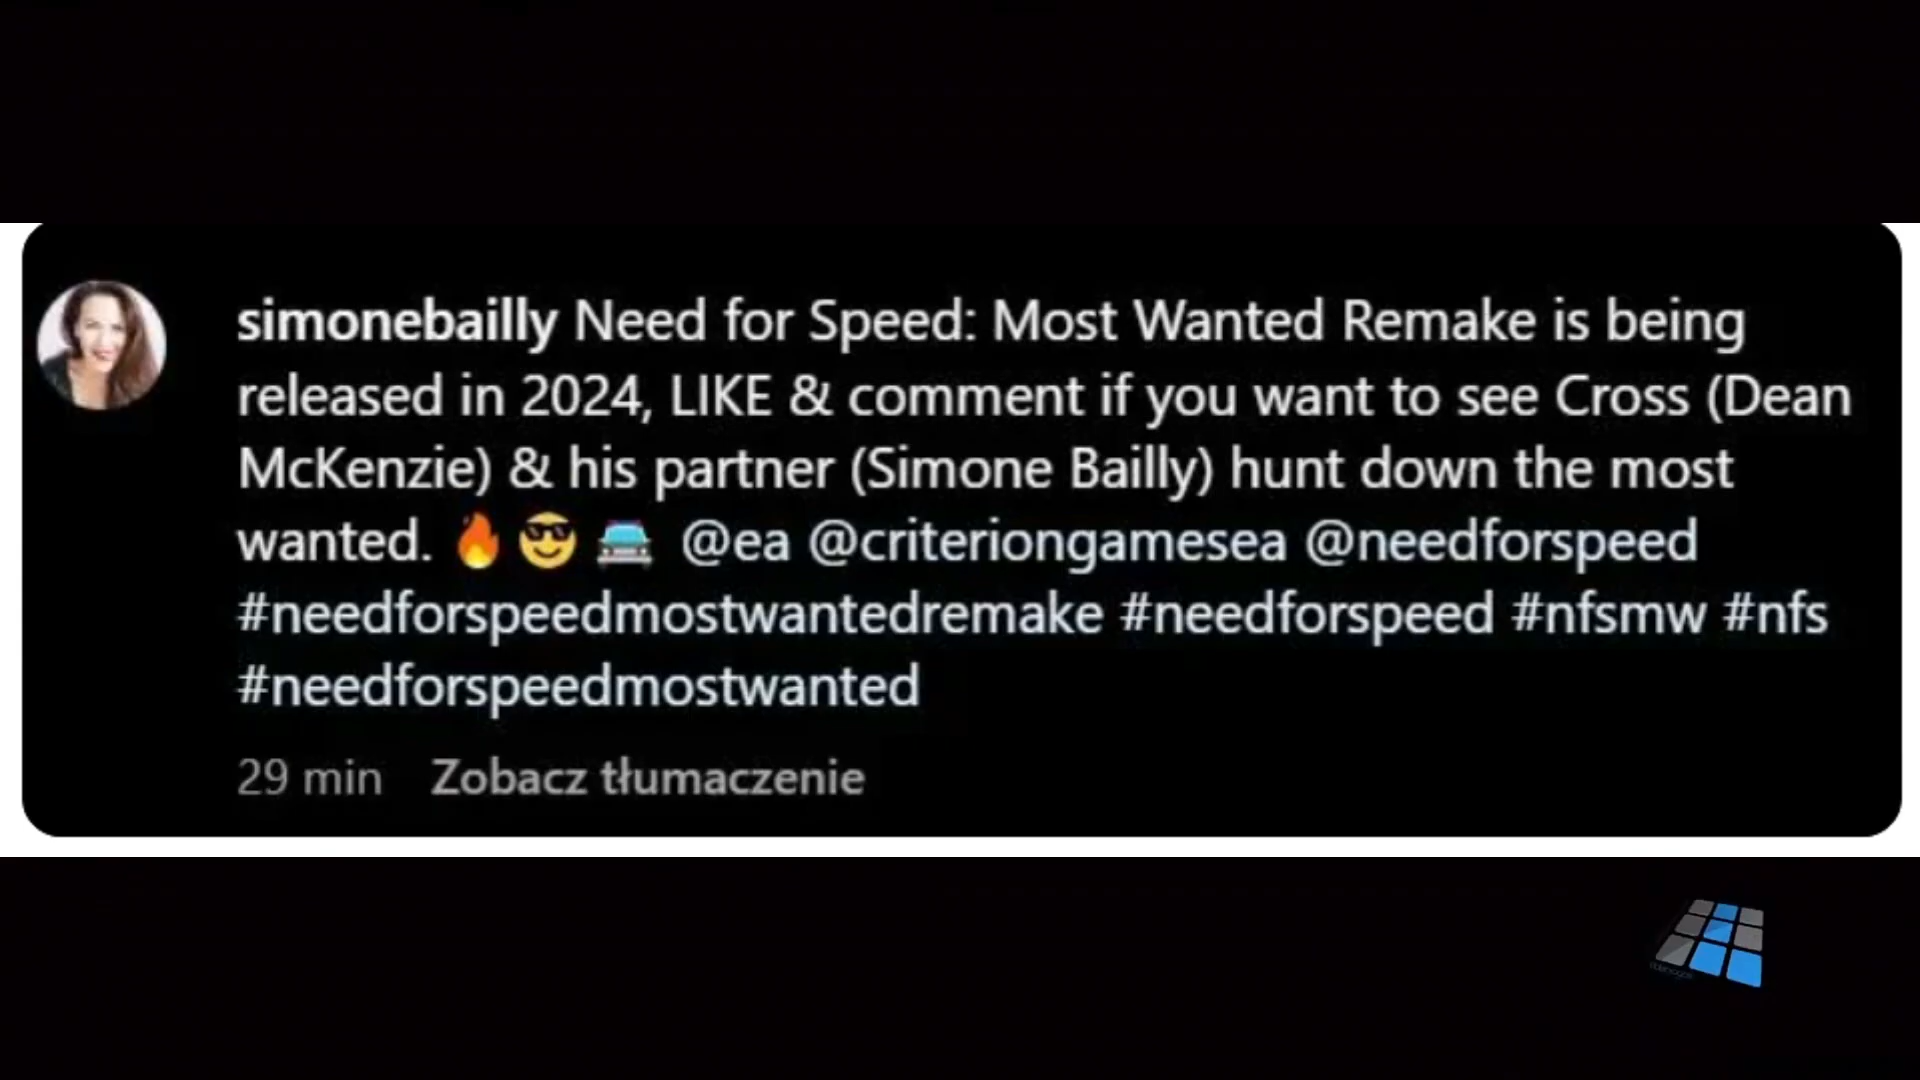 simonebailly Need for Speed: Most Wanted Remake is being
released in 2024, LIKE & comment if you want to see Cross (Dean
McKenzie) & his partner (Simone Bailly) hunt down the most
wanted. 🔥😎🚔 @ea @criteriongamesea @needforspeed
#needforspeedmostwantedremake #needforspeed #nfsmw #nfs
#needforspeedmostwanted
29 min Zobacz tłumaczenie